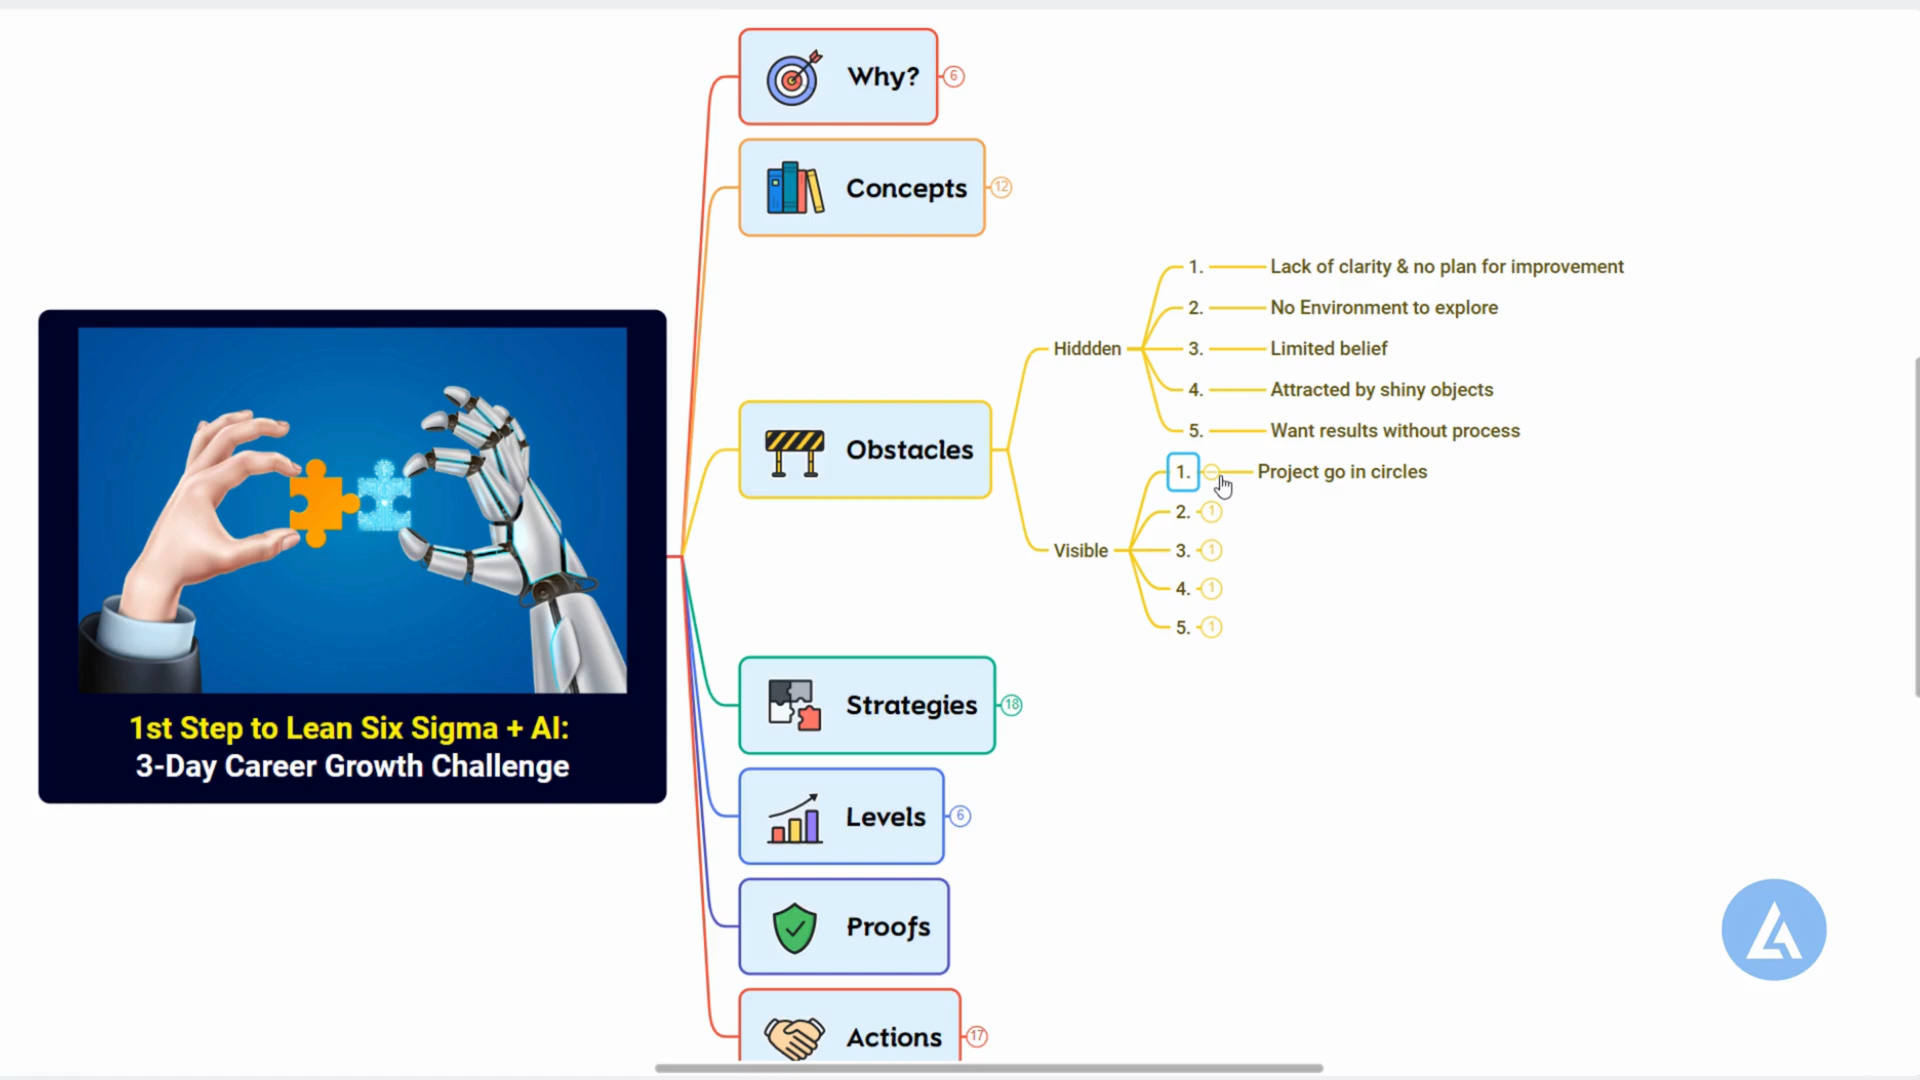 Why?
6
Concepts
12
1. Lack of clarity & no plan for improvement
2. No Environment to explore
Hiddden
3. Limited belief
4. Attracted by shiny objects
5. Want results without process
Obstacles
1. Project go in circles
2. 1
Visible
3. 1
4. 1
5. 1
Strategies
18
1st Step to Lean Six Sigma + AI:
3-Day Career Growth Challenge
Levels
6
Proofs
Actions
17